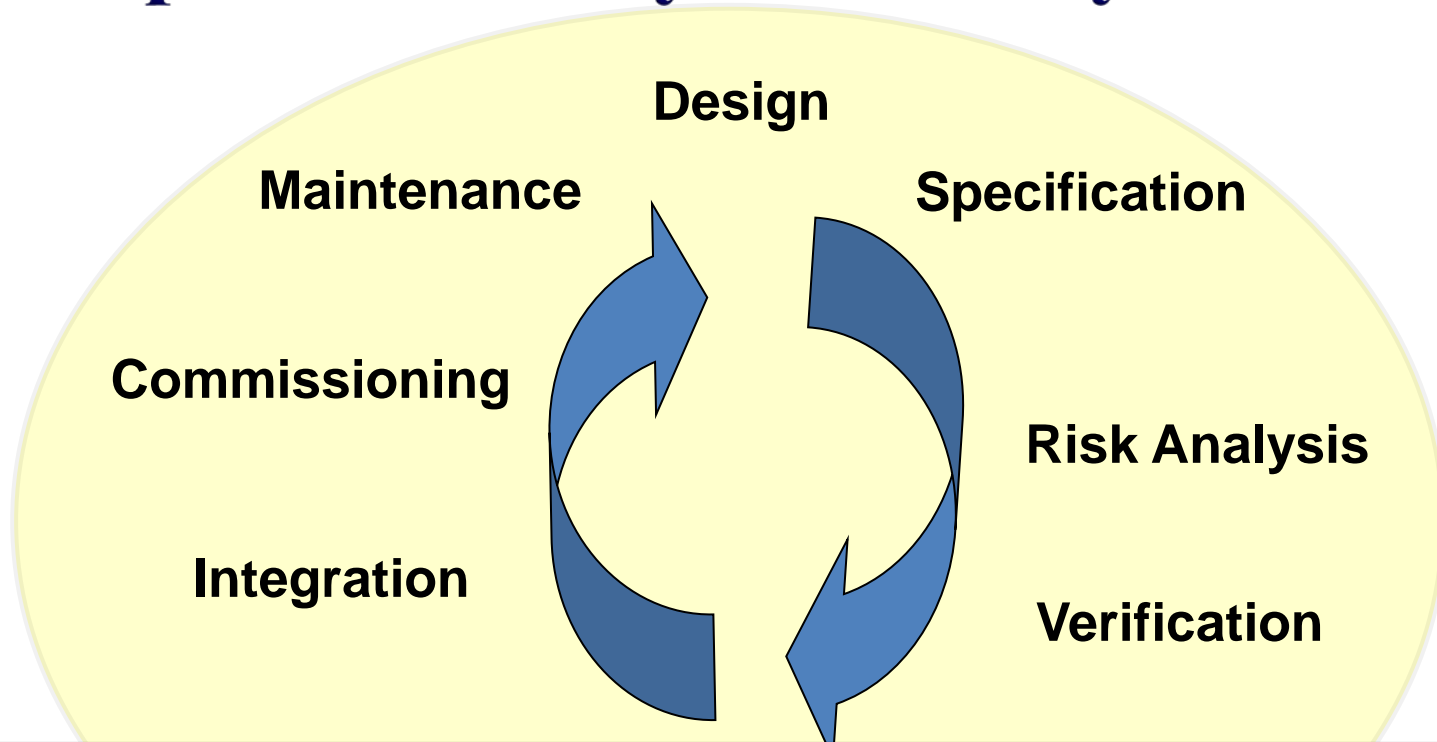 Design
Maintenance
Specification
Commissioning
Risk Analysis
Integration
Verification